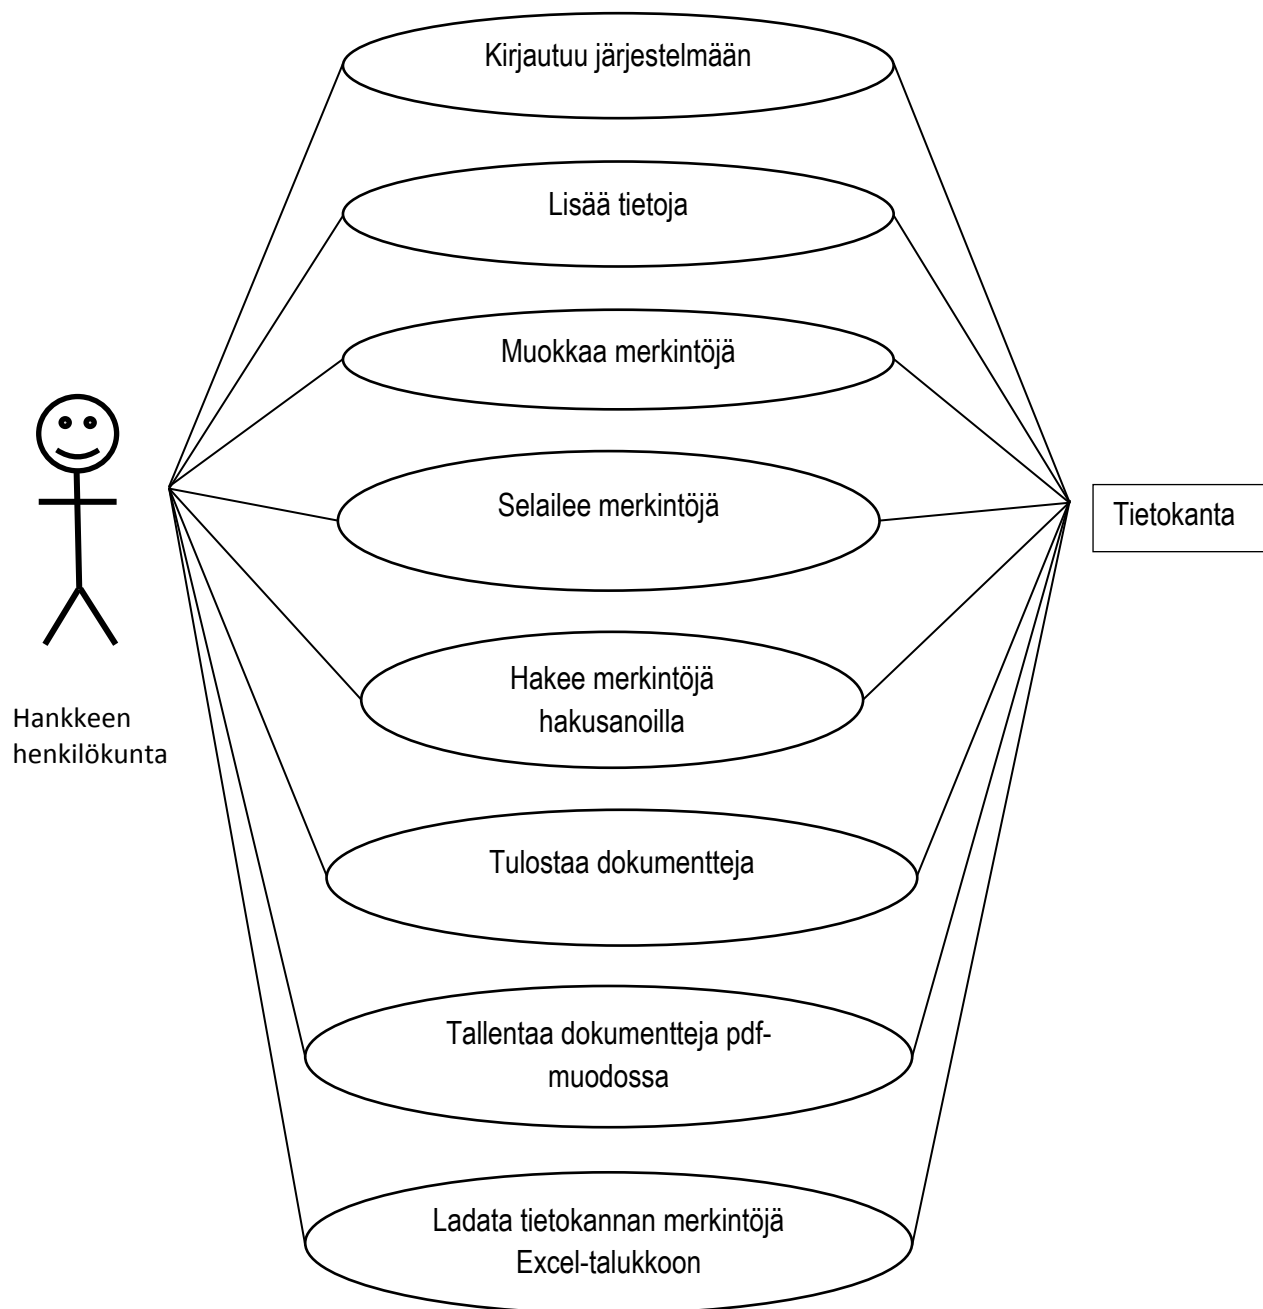 Kirjautuu järjestelmään
Lisää tietoja
Muokkaa merkintöjä
Selailee merkintöjä
Tietokanta
Hakee merkintöjä
hakusanoilla
Hankkeen
henkilökunta
Tulostaa dokumentteja
Tallentaa dokumentteja pdf-
muodossa
Ladata tietokannan merkintöjä
Excel-talukkoon